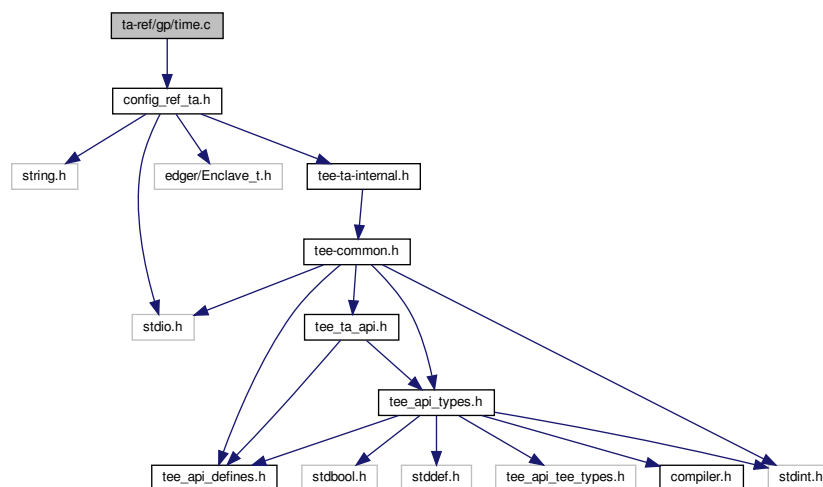 ta-ref/gp/time.c
config_ref_ta.h
string.h
edger/Enclave_t.h
tee-ta-internal.h
tee-common.h
stdio.h
tee_ta_api.h
tee_api_types.h
tee_api_defines.h
stdbool.h
stddef.h
tee_api_tee_types.h
compiler.h
stdint.h